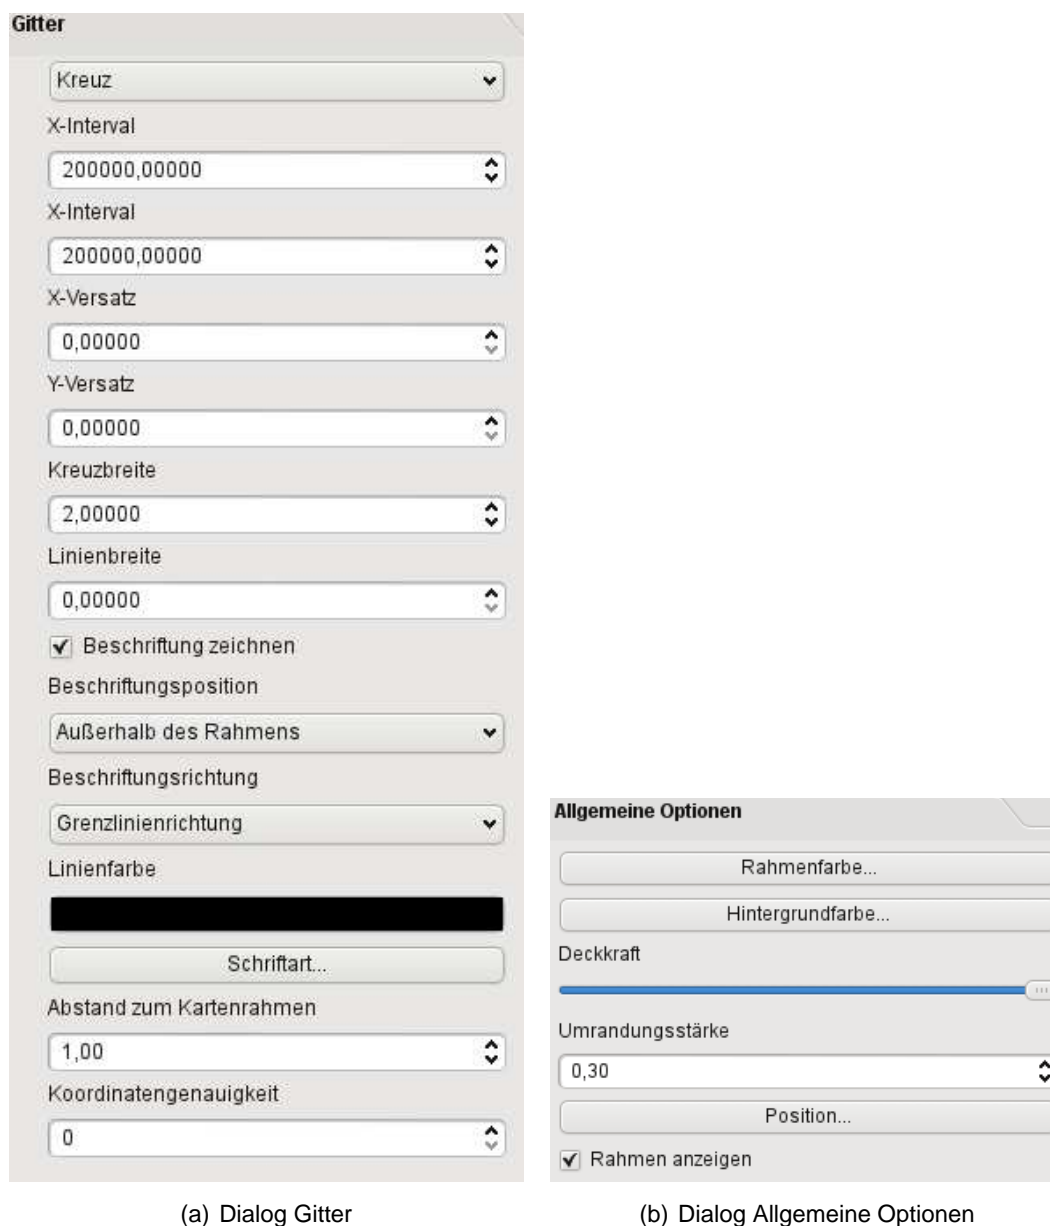 Gitter
Kreuz
X-Interval
200000,00000
X-Interval
200000,00000
X-Versatz
0,00000
Y-Versatz
0,00000
Kreuzbreite
2,00000
Linienbreite
0,00000
Beschriftung zeichnen
Beschriftungsposition
Außerhalb des Rahmens
Beschriftungsrichtung
Grenzlinienrichtung
Linienfarbe
Schriftart...
Abstand zum Kartenrahmen
1,00
Koordinatengenauigkeit
0
(a) Dialog Gitter
Allgemeine Optionen
Rahmenfarbe...
Hintergrundfarbe...
Deckkraft
Umrandungsstärke
0,30
Position...
Rahmen anzeigen
(b) Dialog Allgemeine Optionen